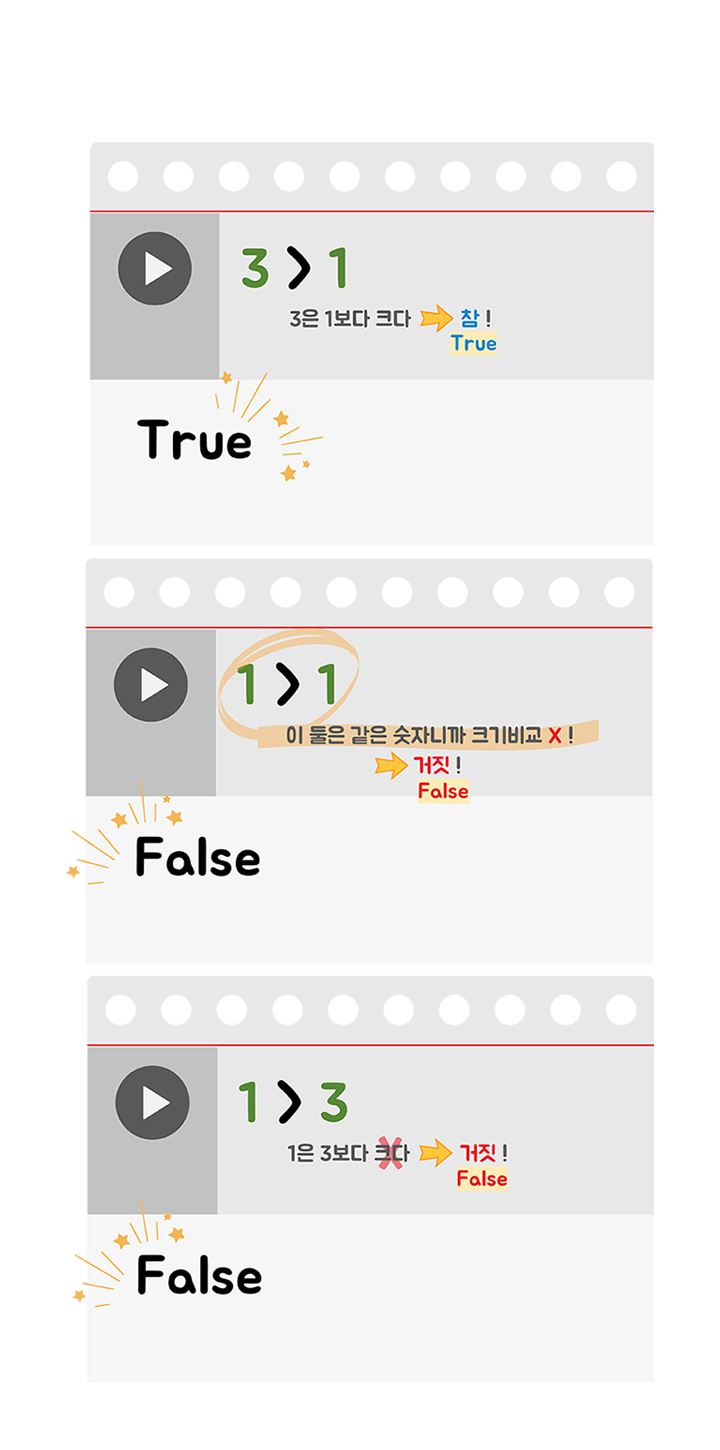 3 > 1
3은 1보다 크다 참 !
True
True
1 > 1
이 둘은 같은 숫자니까 크기비교 X !
거짓 !
False
False
1 > 3
1은 3보다 크다 거짓 !
False
False